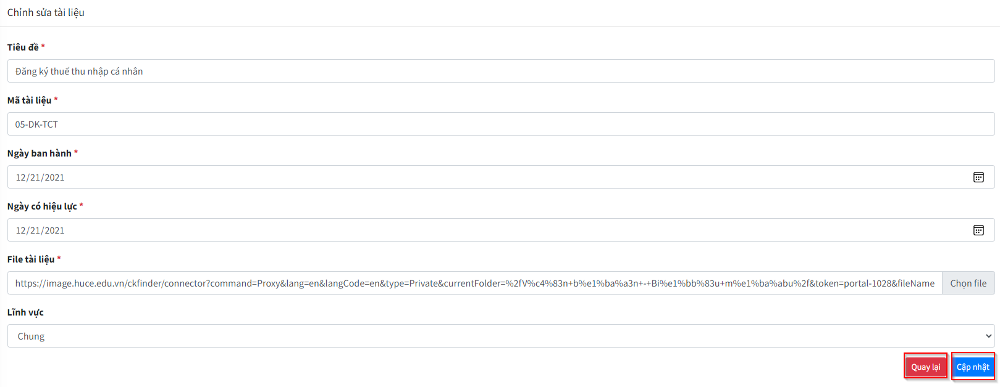 Chỉnh sửa tài liệu
Tiêu đề *
Đăng ký thuế thu nhập cá nhân
Mã tài liệu *
05-DK-TCT
Ngày ban hành *
12/21/2021
Ngày có hiệu lực *
12/21/2021
File tài liệu *
https://image.huce.edu.vn/ckfinder/connector?command=Proxy&lang=en&langCode=en&type=Private&currentFolder=%2fV%c4%83n+b%e1%ba%a3n+-+Bi%e1%bb%83u+m%e1%ba%abu%2f&token=portal-1028&fileName Chọn file
Lĩnh vực
Chung
Quay lại Cập nhật